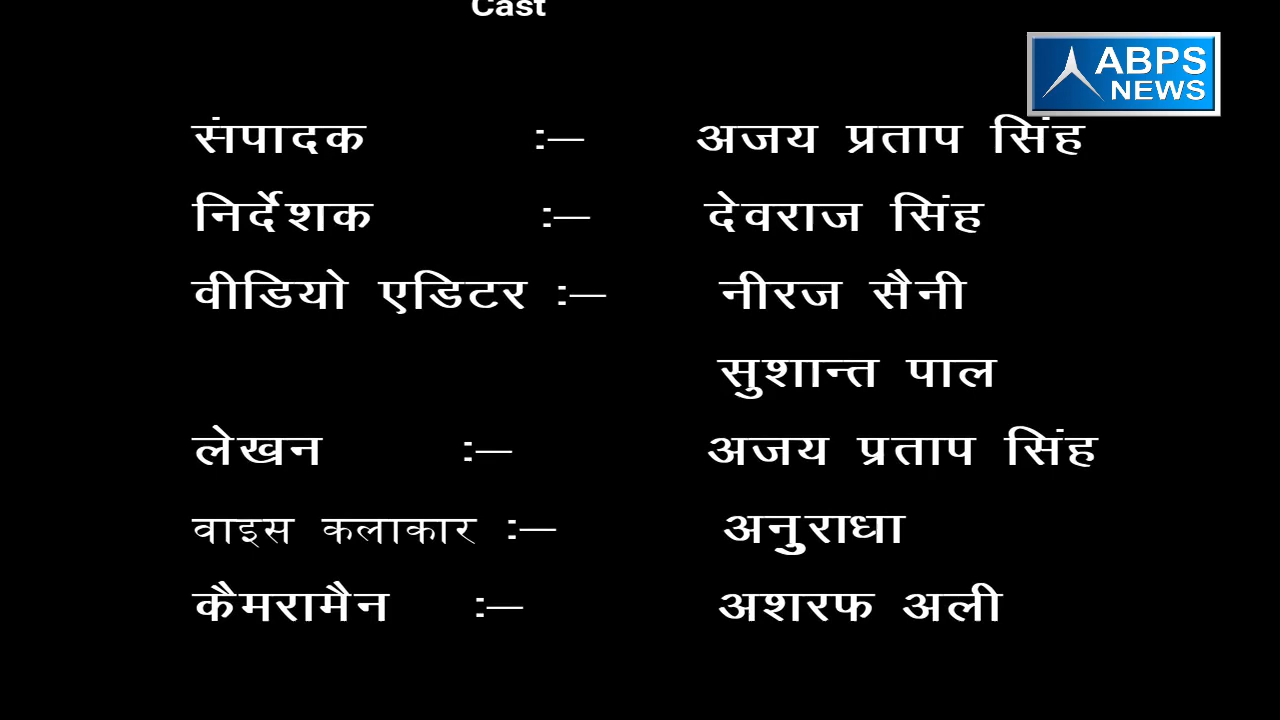 Cast
ABPS
NEWS
संपादक :— अजय प्रताप सिंह
निर्देशक :— देवराज सिंह
वीडियो एडिटर :— नीरज सैनी
सुशान्त पाल
लेखन :— अजय प्रताप सिंह
वाइस कलाकार :— अनुराधा
कैमरामैन :— अशरफ अली